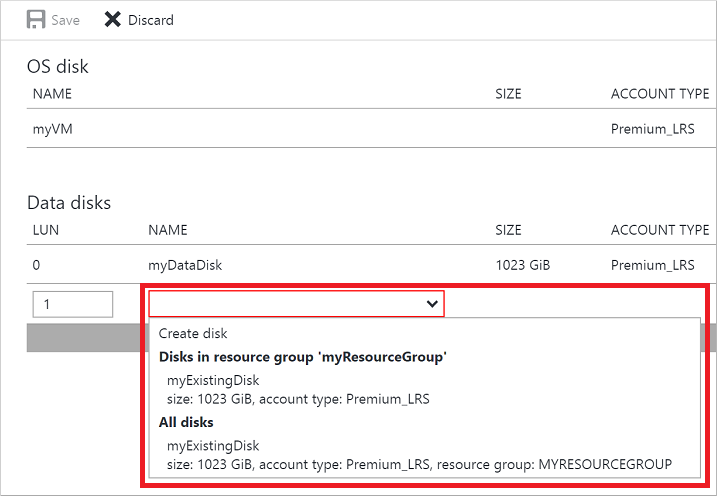 Save Discard
OS disk
NAME SIZE ACCOUNT TYPE
myVM Premium_LRS
Data disks
LUN NAME SIZE ACCOUNT TYPE
0 myDataDisk 1023 GiB Premium_LRS
1
Create disk
Disks in resource group 'myResourceGroup'
myExistingDisk
size: 1023 GiB, account type: Premium_LRS
All disks
myExistingDisk
size: 1023 GiB, account type: Premium_LRS, resource group: MYRESOURCEGROUP